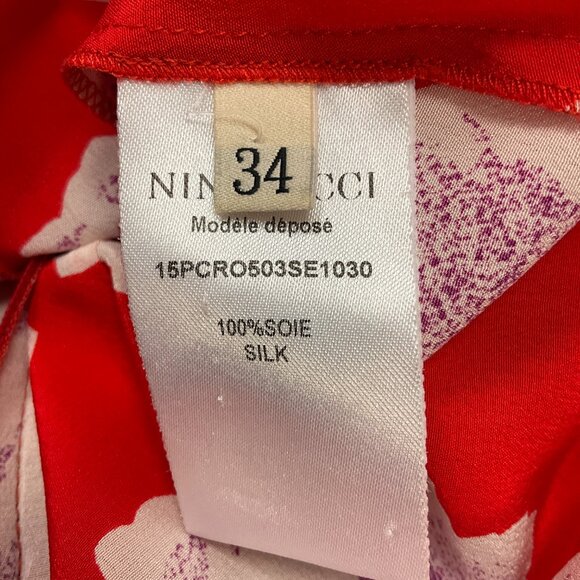 34
NIN CCI
Modèle déposé
15PCRO503SE1030
100%SOIE
SILK